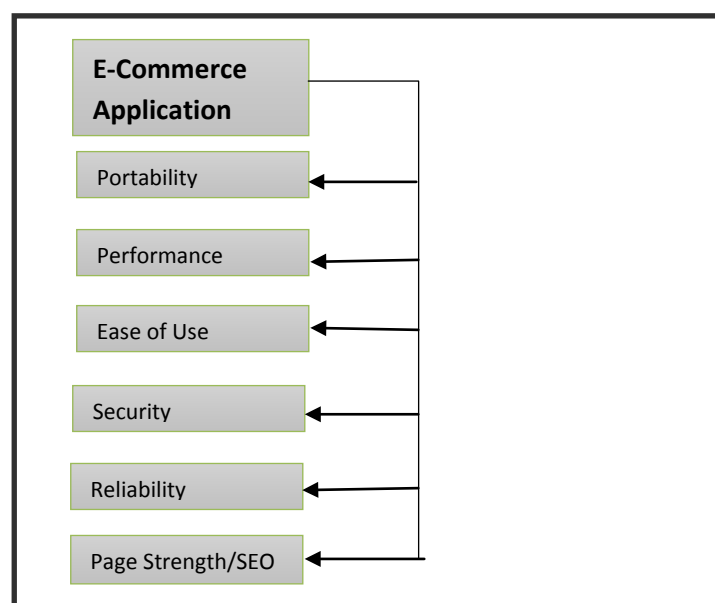 E-Commerce
Application
Portability
Performance
Ease of Use
Security
Reliability
Page Strength/SEO